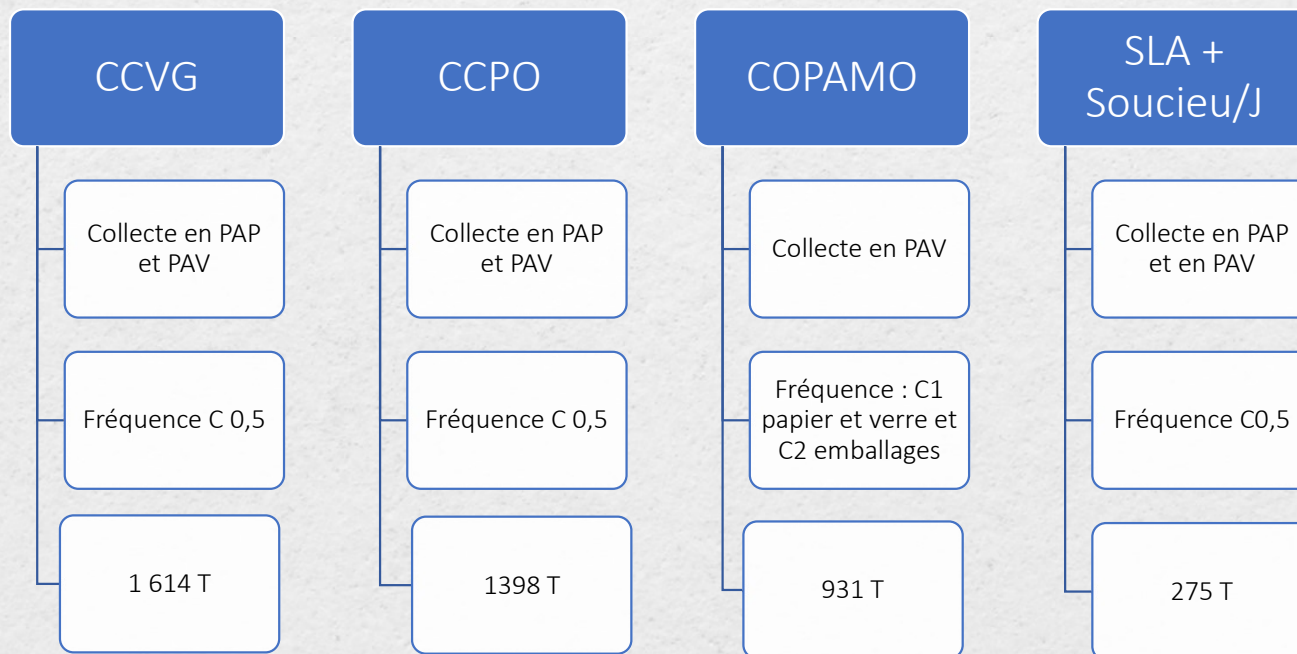 CCVG
Collecte en PAP
et PAV
Fréquence C 0,5
1 614 T
CCPO
Collecte en PAP
et PAV
Fréquence C 0,5
1398 T
COPAMO
Collecte en PAV
Fréquence : C1
papier et verre et
C2 emballages
931 T
SLA +
Soucieu/J
Collecte en PAP
et en PAV
Fréquence C0,5
275 T